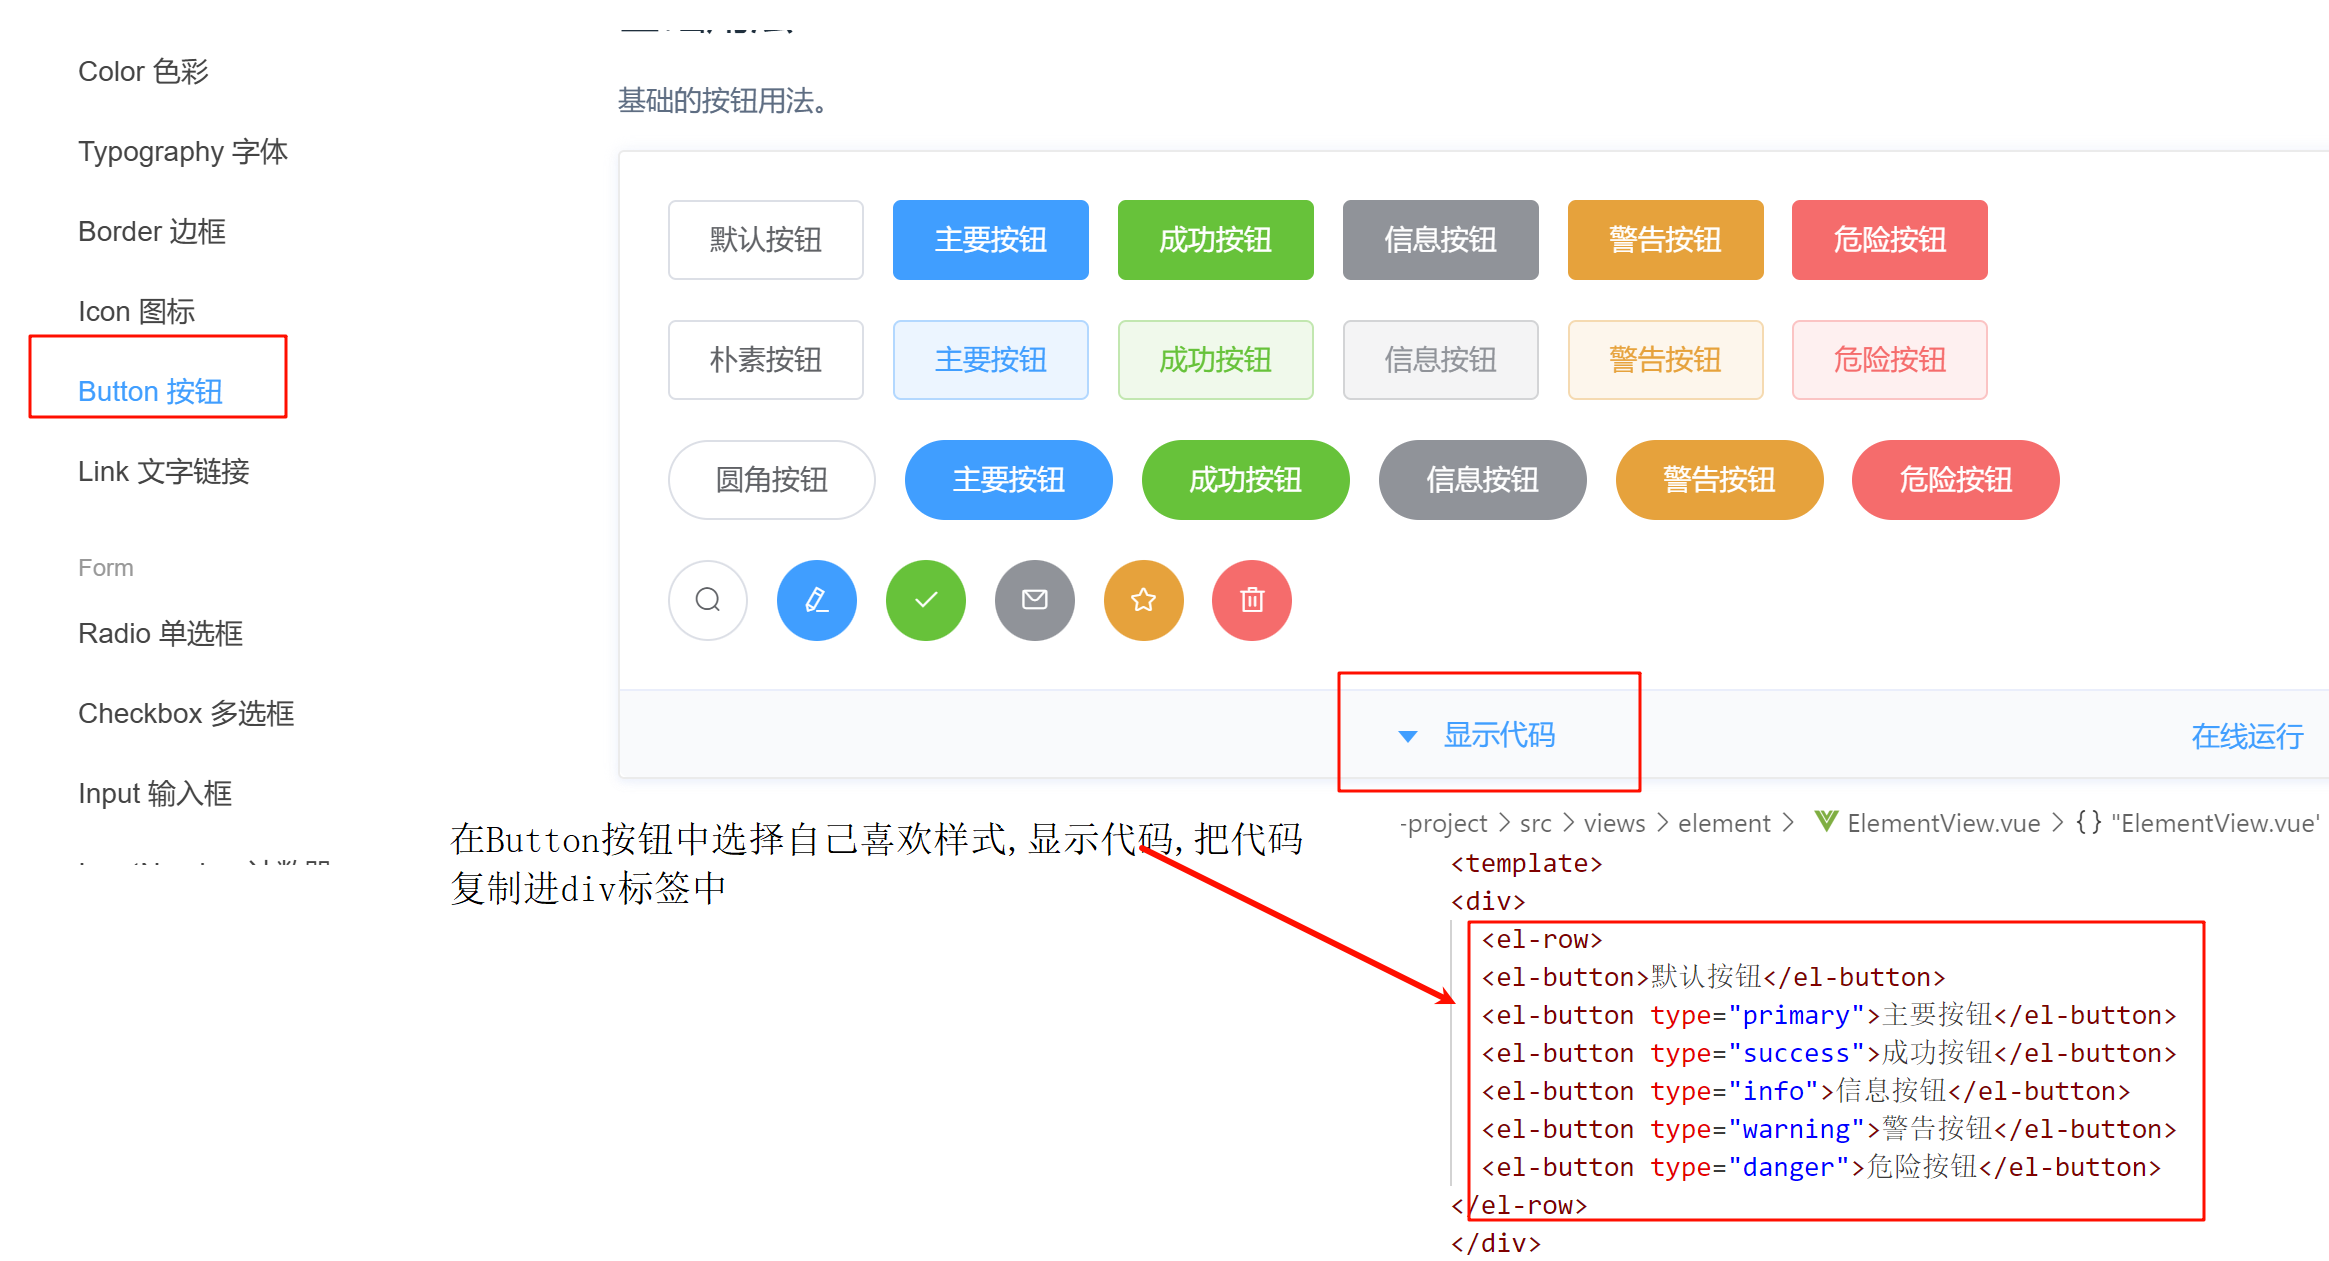 Color 色彩
Typography 字体
Border 边框
Icon 图标
Button 按钮
Link 文字链接
Form
Radio 单选框
Checkbox 多选框
Input 输入框
基础的按钮用法。
默认按钮 主要按钮 成功按钮 信息按钮 警告按钮 危险按钮
朴素按钮 主要按钮 成功按钮 信息按钮 警告按钮 危险按钮
圆角按钮 主要按钮 成功按钮 信息按钮 警告按钮 危险按钮
显示代码 在线运行
在Button按钮中选择自己喜欢样式,显示代码,把代码
复制进div标签中
-project > src > views > element > ElementView.vue > {} "ElementView.vue'
<template>
<div>
<el-row>
<el-button>默认按钮</el-button>
<el-button type="primary">主要按钮</el-button>
<el-button type="success">成功按钮</el-button>
<el-button type="info">信息按钮</el-button>
<el-button type="warning">警告按钮</el-button>
<el-button type="danger">危险按钮</el-button>
</el-row>
</div>